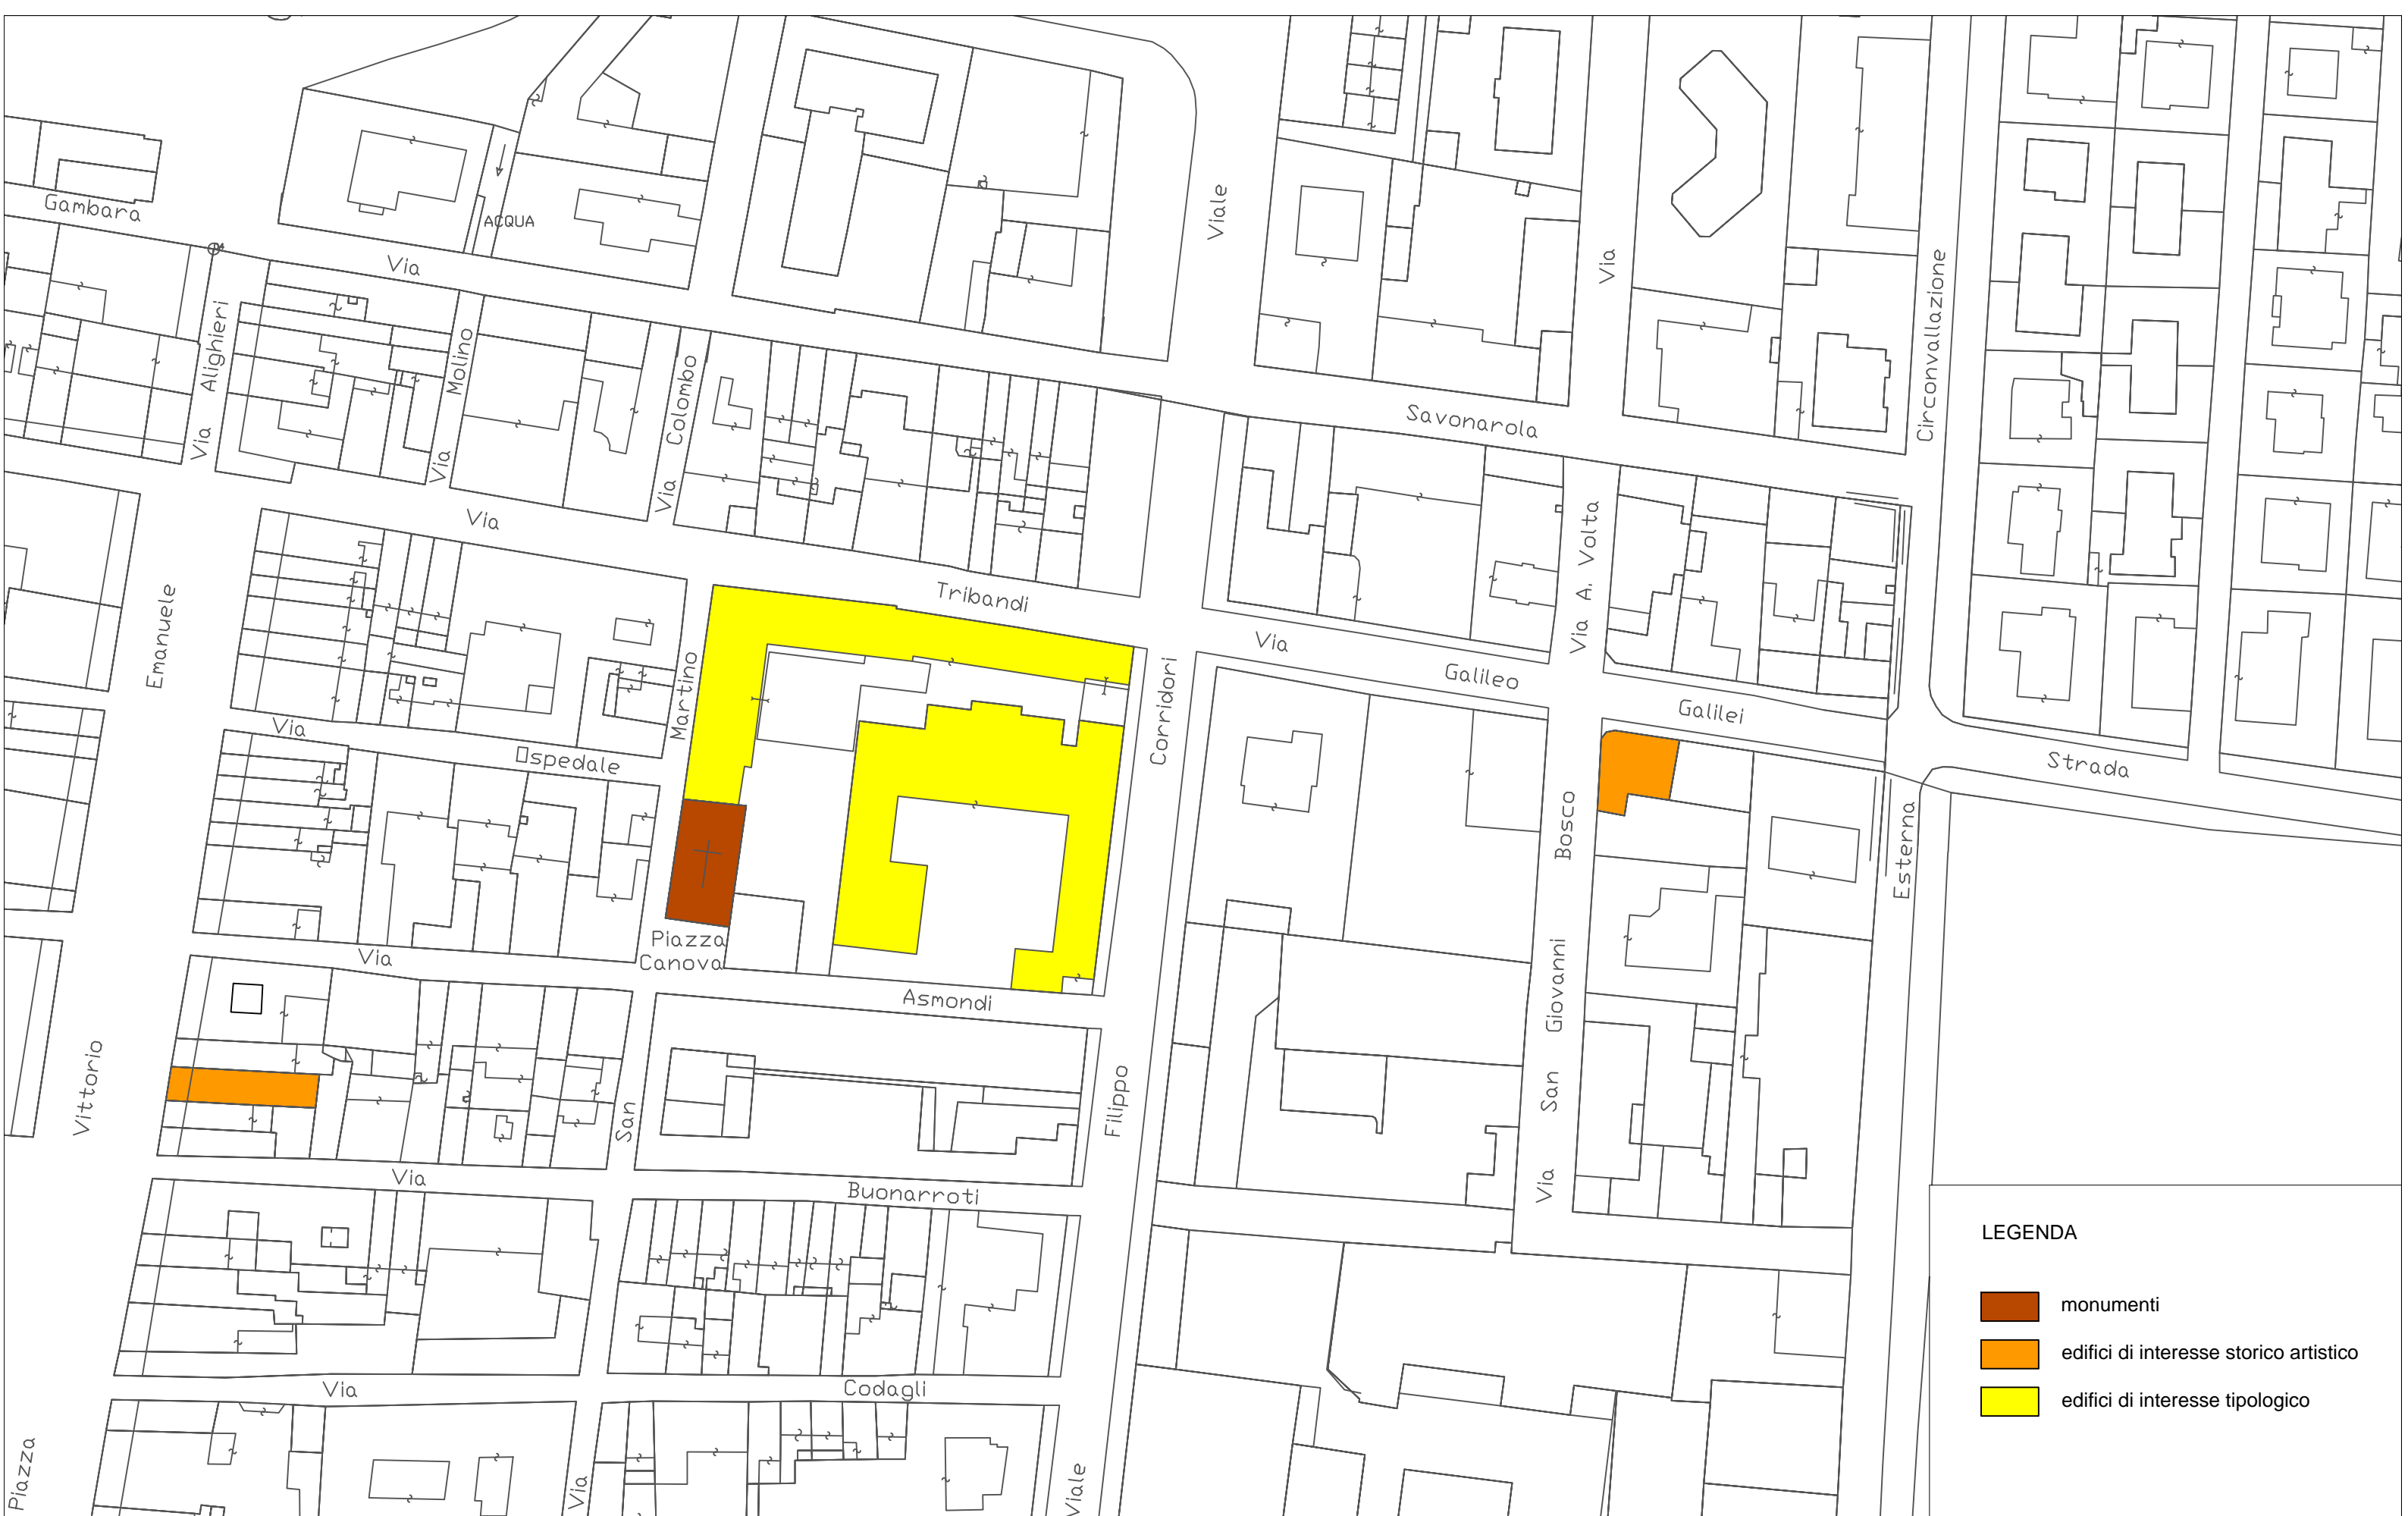 Gambara
ACQUA
Via
Viale
Via
Circonvallazione
Via Alighieri
Via Molino
Via Colombo
Savonarola
Via A. Volta
Via
Tribandi
Via
Galileo
Galilei
Strada
Emanuele
Martino
Corridori
Via
Ospedale
Bosco
Esterna
Piazza
Canova
Via
Asmondi
Giovanni
Vittorio
San
Filippo
San
Via
Via
Buonarroti
Via
Codagli
Piazza
Via
Viale
LEGENDA
monumenti
edifici di interesse storico artistico
edifici di interesse tipologico